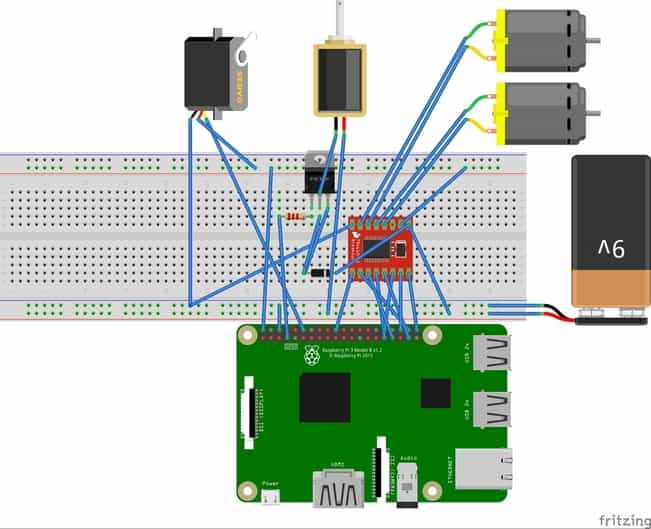 SERVO
9V
Raspberry Pi 3 Model B v1.2
© Raspberry Pi 2015
USB 2x
USB 2x
ETHERNET
Audio
HDMI
Power
fritzing